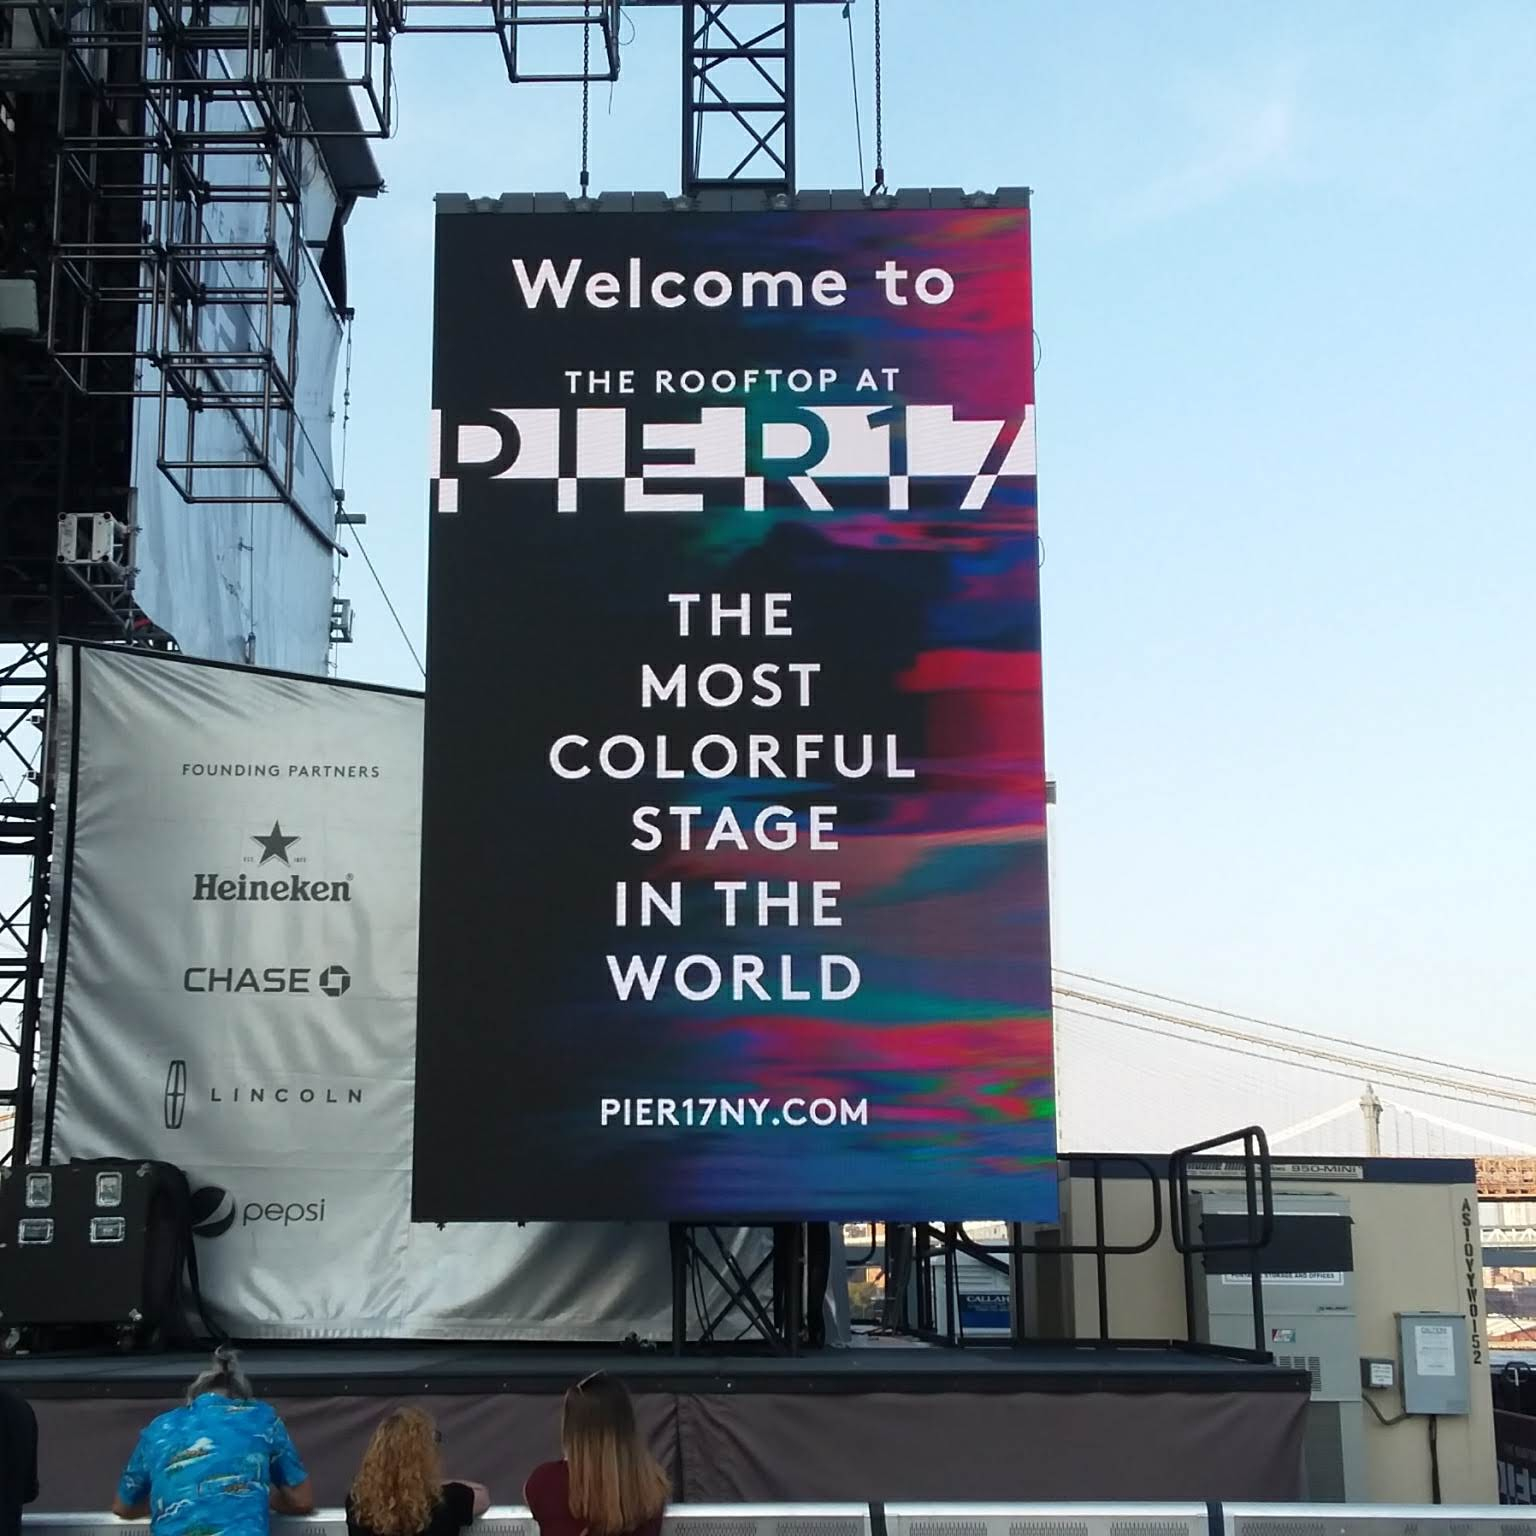 Welcome to
THE ROOFTOP AT
PIER17
THE
MOST
COLORFUL
STAGE
IN THE
WORLD
PIER17NY.COM
FOUNDING PARTNERS
Heineken®
CHASE
LINCOLN
pepsi
950-MINI
ASIOVYWO152